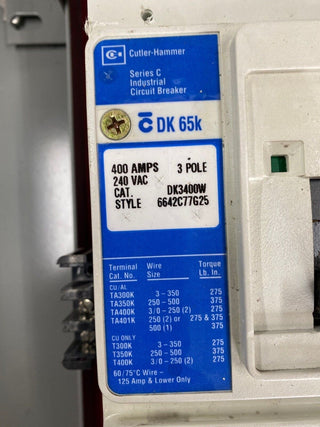 Cutler-Hammer
Series C
Industrial
Circuit Breaker
C DK 65k
400 AMPS 3 POLE
240 VAC
CAT. DK3400W
STYLE 6642C77G25
Terminal Wire Torque
Cat. No. Size Lb. In.
CU/AL
TA300K 3 – 350 275
TA350K 250 – 500 375
TA400K 3/0 – 250 (2) 275
TA401K 250 (2) or 275 & 375
500 (1) 375
CU ONLY
T300K 3 – 350 275
T350K 250 – 500 375
T400K 3/0 – 250 (2) 275
60/75°C Wire –
125 Amp & Lower Only